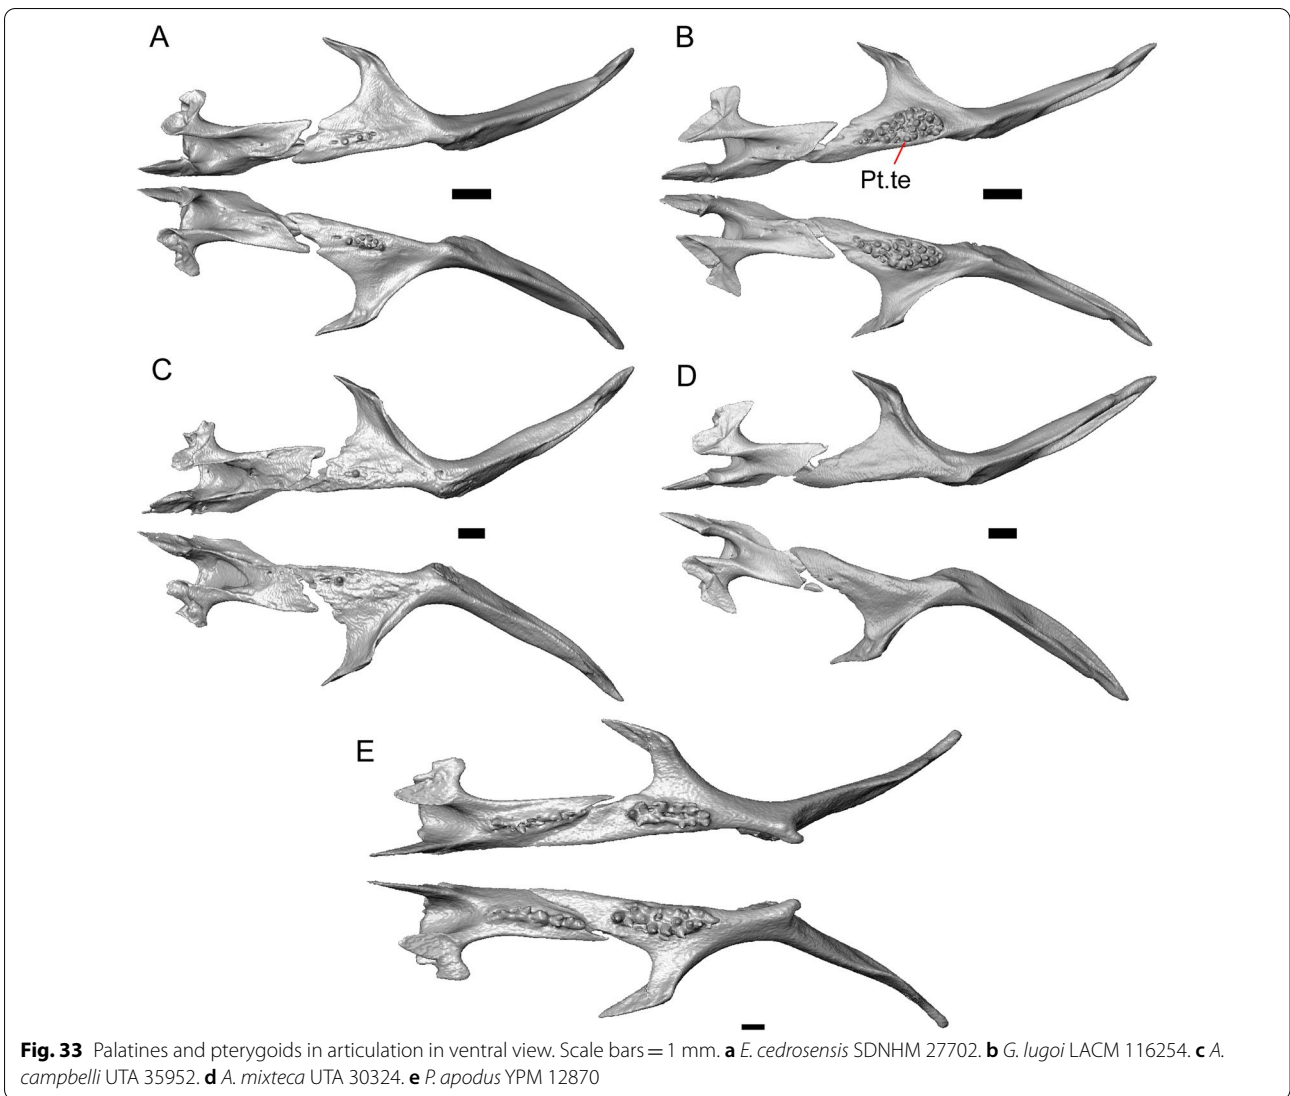 A
B
Pt.te
C
D
E
Fig. 33 Palatines and pterygoids in articulation in ventral view. Scale bars = 1 mm. a E. cedrosensis SDNHM 27702. b G. lugoi LACM 116254. c A.
campbelli UTA 35952. d A. mixteca UTA 30324. e P. apodus YPM 12870